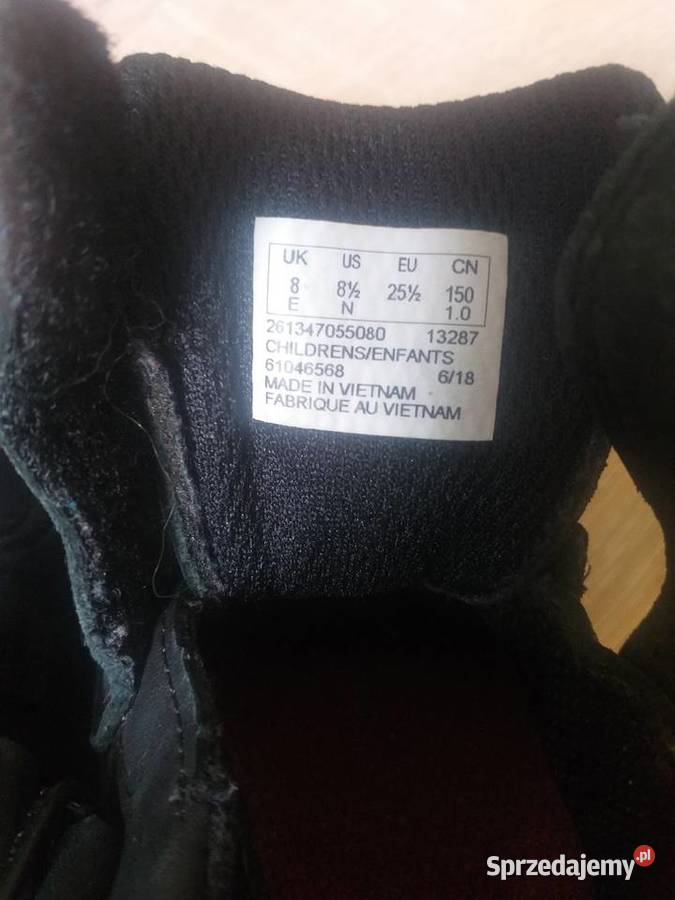 UK US EU CN
8 8½ 25½ 150
E N 1.0
261347055080 13287
CHILDRENS/ENFANTS
61046568 6/18
MADE IN VIETNAM
FABRIQUE AU VIETNAM
Sprzedajemy.pl